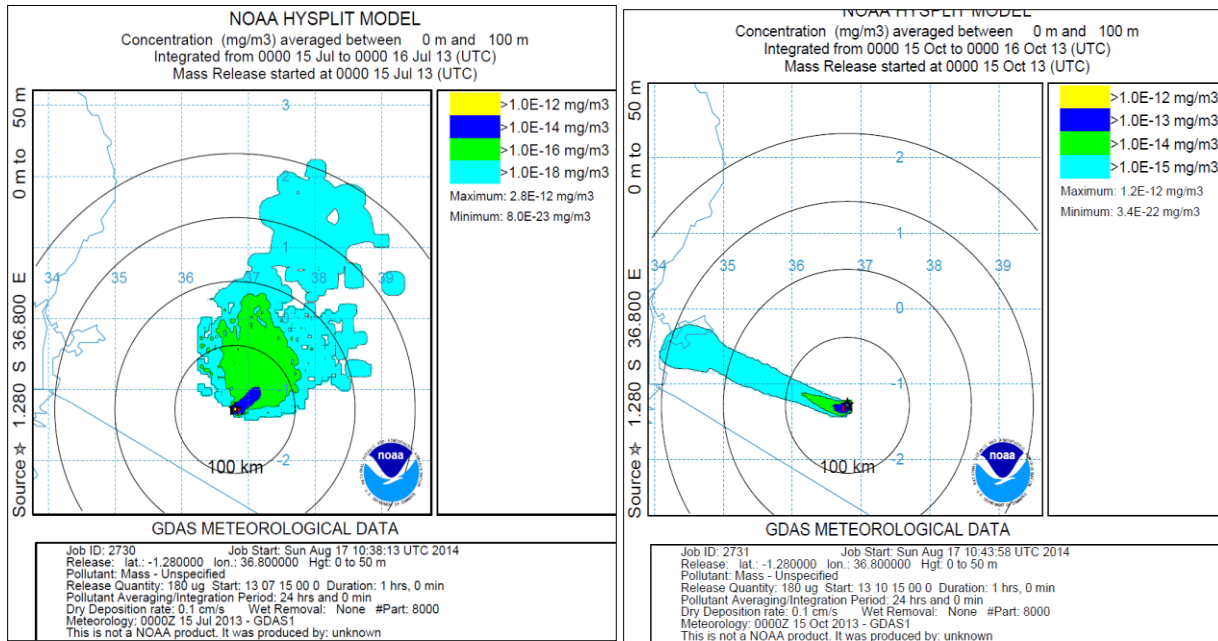 NOAA HYSPLIT MODEL
Concentration (mg/m3) averaged between 0 m and 100 m
Integrated from 0000 15 Jul to 0000 16 Jul 13 (UTC)
Mass Release started at 0000 15 Jul 13 (UTC)
Source ☆ 1.280 S 36.800 E 0 m to 50 m
3
2
1
34 35 36 37 38 39
0
-1
-2
100 km
noaa
>1.0E-12 mg/m3
>1.0E-14 mg/m3
>1.0E-16 mg/m3
>1.0E-18 mg/m3
Maximum: 2.8E-12 mg/m3
Minimum: 8.0E-23 mg/m3
GDAS METEOROLOGICAL DATA
Job ID: 2730 Job Start: Sun Aug 17 10:38:13 UTC 2014
Release: lat.: -1.280000 lon.: 36.800000 Hgt: 0 to 50 m
Pollutant: Mass - Unspecified
Release Quantity: 180 ug Start: 13 07 15 00 0 Duration: 1 hrs, 0 min
Pollutant Averaging/Integration Period: 24 hrs and 0 min
Dry Deposition rate: 0.1 cm/s Wet Removal: None #Part: 8000
Meteorology: 0000Z 15 Jul 2013 - GDAS1
This is not a NOAA product. It was produced by: unknown
NOAA HYSPLIT MODEL
Concentration (mg/m3) averaged between 0 m and 100 m
Integrated from 0000 15 Oct to 0000 16 Oct 13 (UTC)
Mass Release started at 0000 15 Oct 13 (UTC)
Source ☆ 1.280 S 36.800 E 0 m to 50 m
2
1
34 35 36 37 38 39
0
-1
-2
100 km
noaa
>1.0E-12 mg/m3
>1.0E-13 mg/m3
>1.0E-14 mg/m3
>1.0E-15 mg/m3
Maximum: 1.2E-12 mg/m3
Minimum: 3.4E-22 mg/m3
GDAS METEOROLOGICAL DATA
Job ID: 2731 Job Start: Sun Aug 17 10:43:58 UTC 2014
Release: lat.: -1.280000 lon.: 36.800000 Hgt: 0 to 50 m
Pollutant: Mass - Unspecified
Release Quantity: 180 ug Start: 13 10 15 00 0 Duration: 1 hrs, 0 min
Pollutant Averaging/Integration Period: 24 hrs and 0 min
Dry Deposition rate: 0.1 cm/s Wet Removal: None #Part: 8000
Meteorology: 0000Z 15 Oct 2013 - GDAS1
This is not a NOAA product. It was produced by: unknown